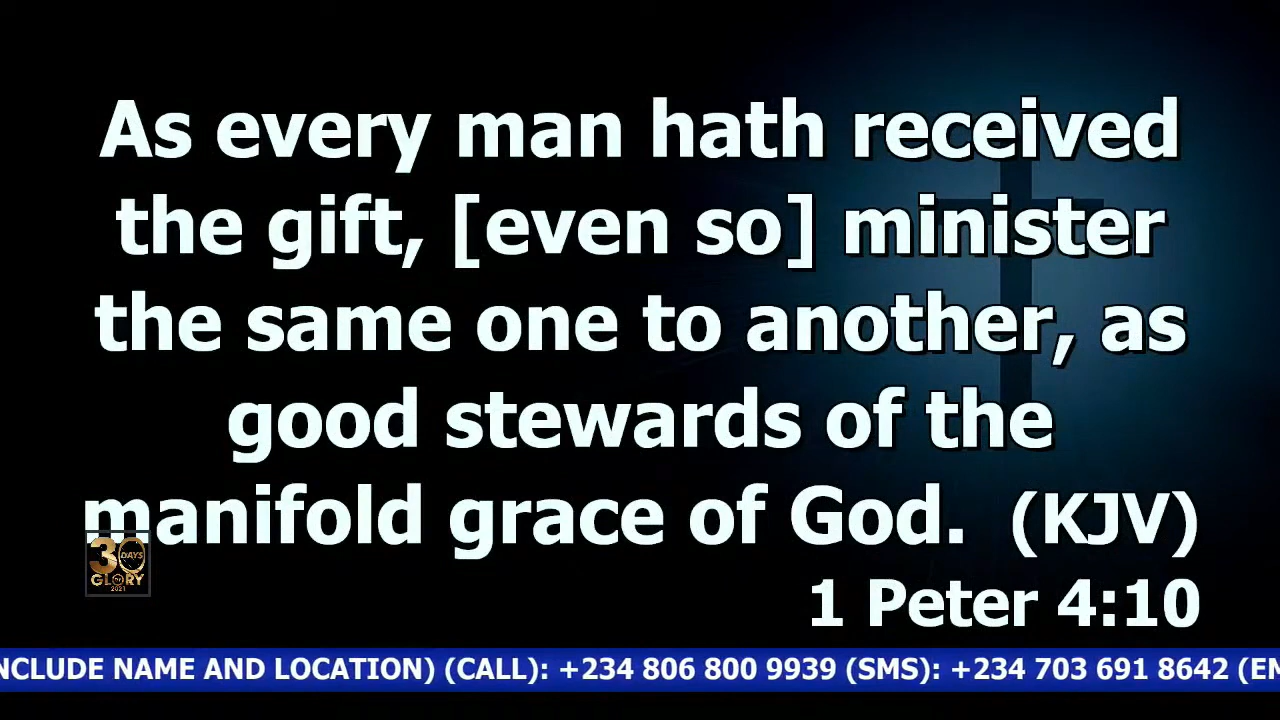 As every man hath received
the gift, [even so] minister
the same one to another, as
good stewards of the
manifold grace of God. (KJV)
1 Peter 4:10
30 DAYS
OF
GLORY
2021
NCLUDE NAME AND LOCATION) (CALL): +234 806 800 9939 (SMS): +234 703 691 8642 (EM